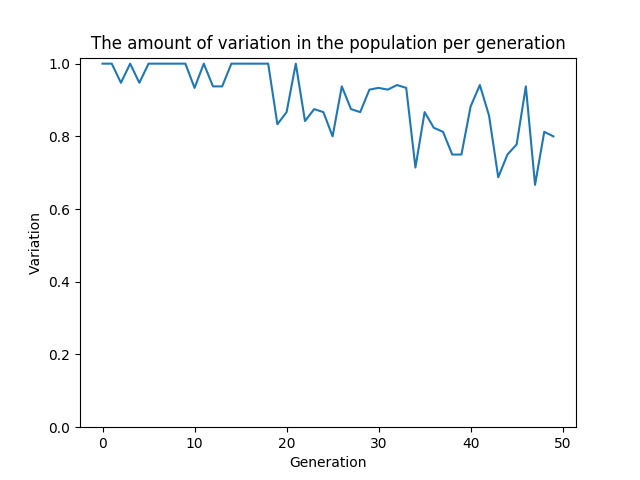 The amount of variation in the population per generation
1.0
0.8
0.6
0.4
0.2
0.0
Variation
0 10 20 30 40 50
Generation